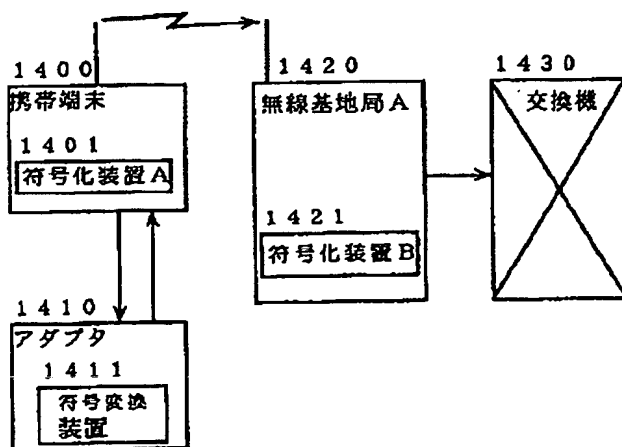 1400
携帯端末
1401
符号化装置A
1410
アダプタ
1411
符号変換
装置
1420
無線基地局A
1421
符号化装置B
1430
交換機